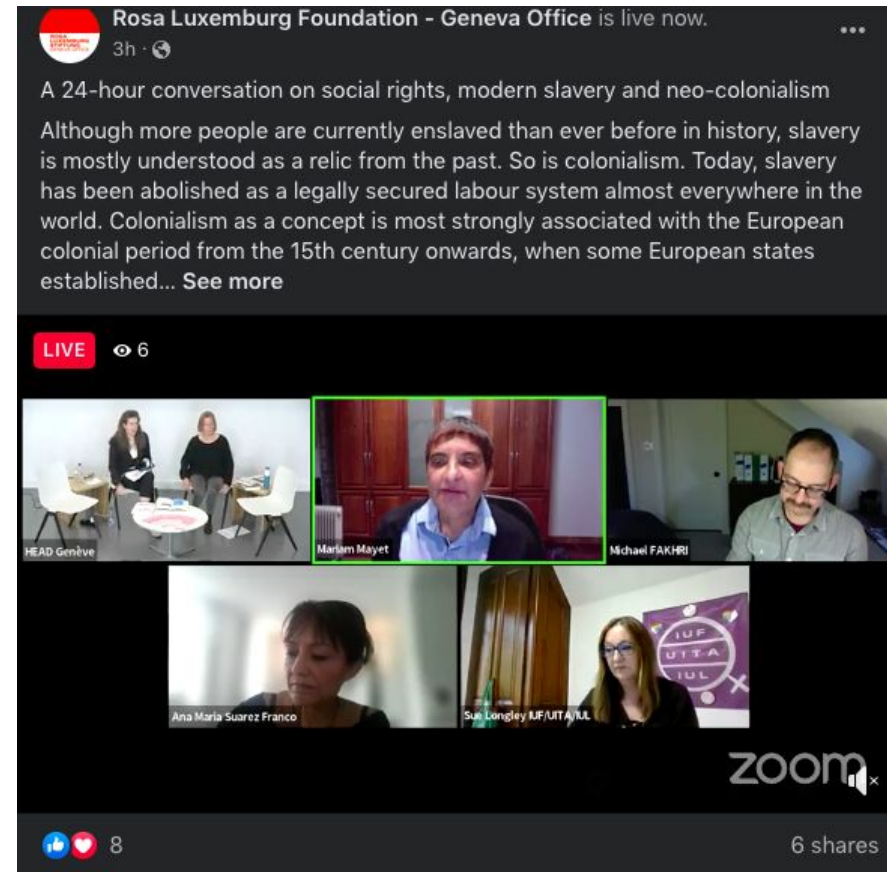 Rosa Luxemburg Foundation - Geneva Office is live now.
3h
A 24-hour conversation on social rights, modern slavery and neo-colonialism
Although more people are currently enslaved than ever before in history, slavery
is mostly understood as a relic from the past. So is colonialism. Today, slavery
has been abolished as a legally secured labour system almost everywhere in the
world. Colonialism as a concept is most strongly associated with the European
colonial period from the 15th century onwards, when some European states
established... See more
LIVE 6
HEAD Genève
Mariam Mayet
Michael FAKHRI
Ana Maria Suarez Franco
Sue Longley IUF/UITA/IUL
IUF
UITA
IUL
zoom
8
6 shares